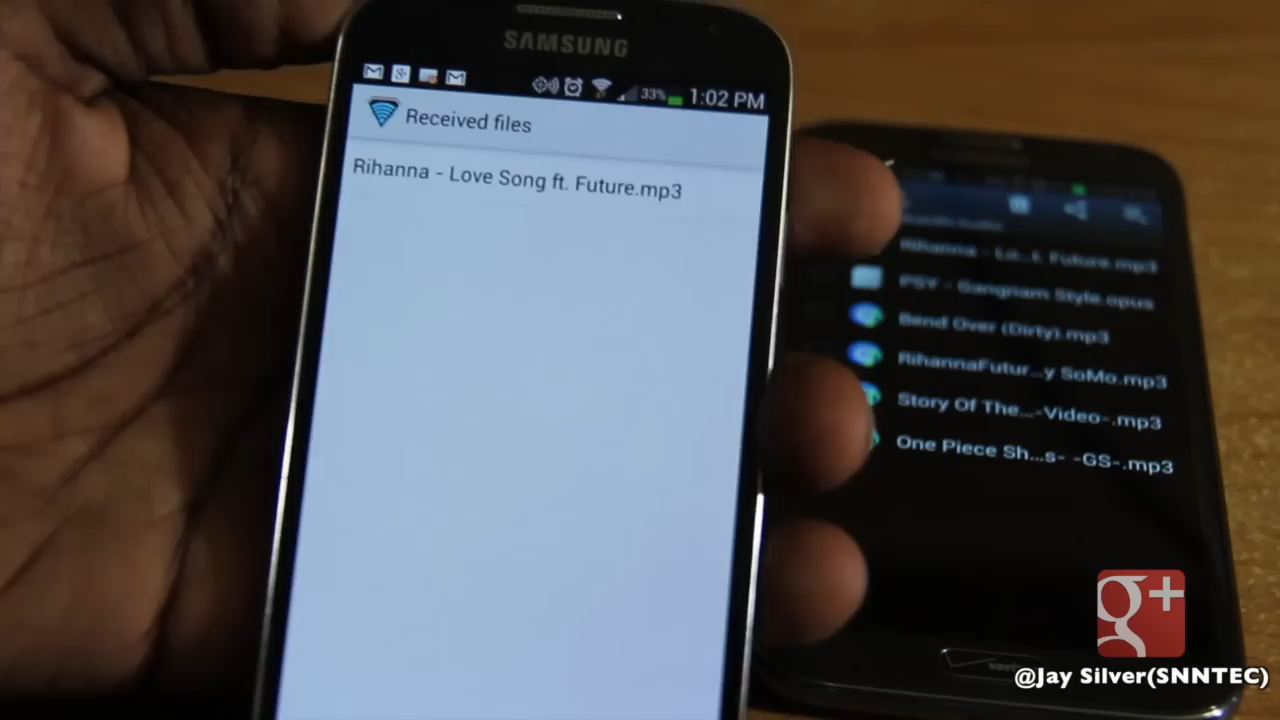 SAMSUNG
33% 1:02 PM
Received files
Rihanna - Love Song ft. Future.mp3
Rihanna - Lo...t. Future.mp3
PSY - Gangnam Style.opus
Bend Over (Dirty).mp3
RihannaFutur...y SoMo.mp3
Story Of The...-Video-.mp3
One Piece Sh...s- -GS-.mp3
verizon
g+
@Jay Silver(SNNTEC)